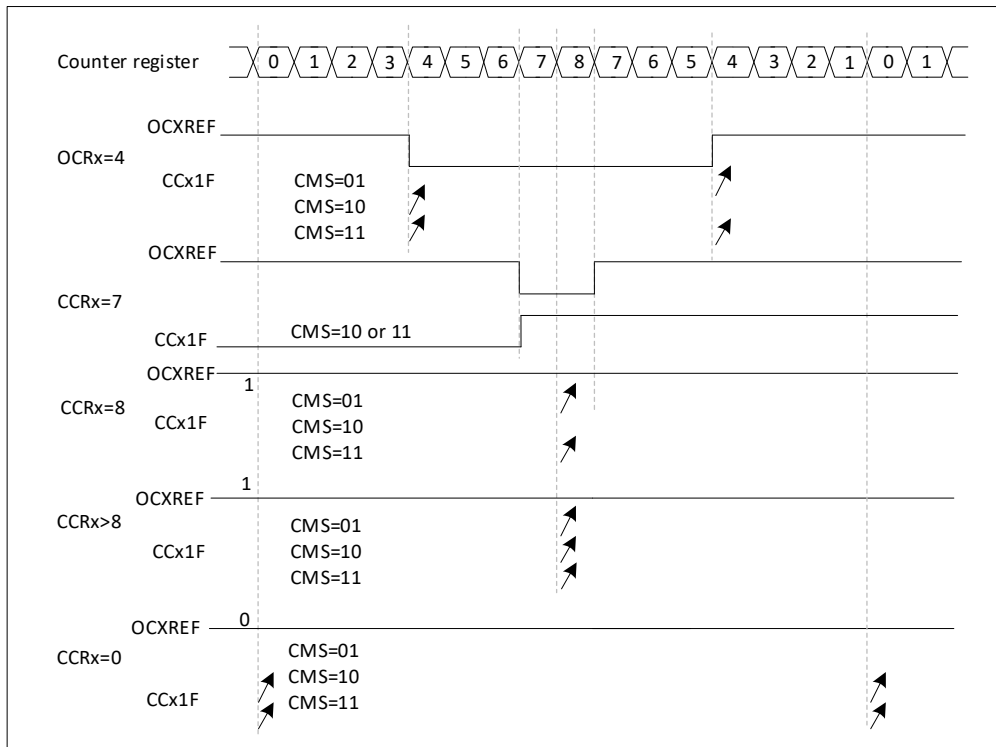 Counter register 0 1 2 3 4 5 6 7 8 7 6 5 4 3 2 1 0 1
OCXREF
OCRx=4
CCx1F
CMS=01
CMS=10
CMS=11
OCXREF
CCRx=7
CCx1F
CMS=10 or 11
OCXREF
1
CCRx=8
CCx1F
CMS=01
CMS=10
CMS=11
OCXREF
1
CCRx>8
CCx1F
CMS=01
CMS=10
CMS=11
OCXREF
0
CCRx=0
CCx1F
CMS=01
CMS=10
CMS=11